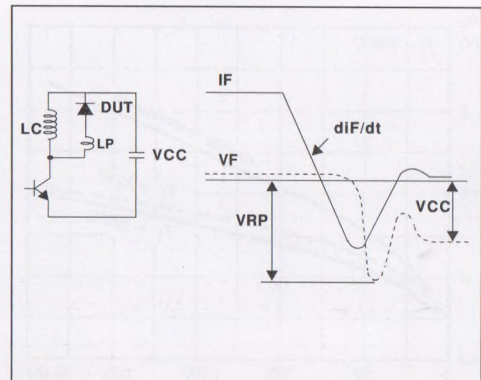 IF
DUT
diF/dt
LC
LP
VCC
VF
VRP
VCC